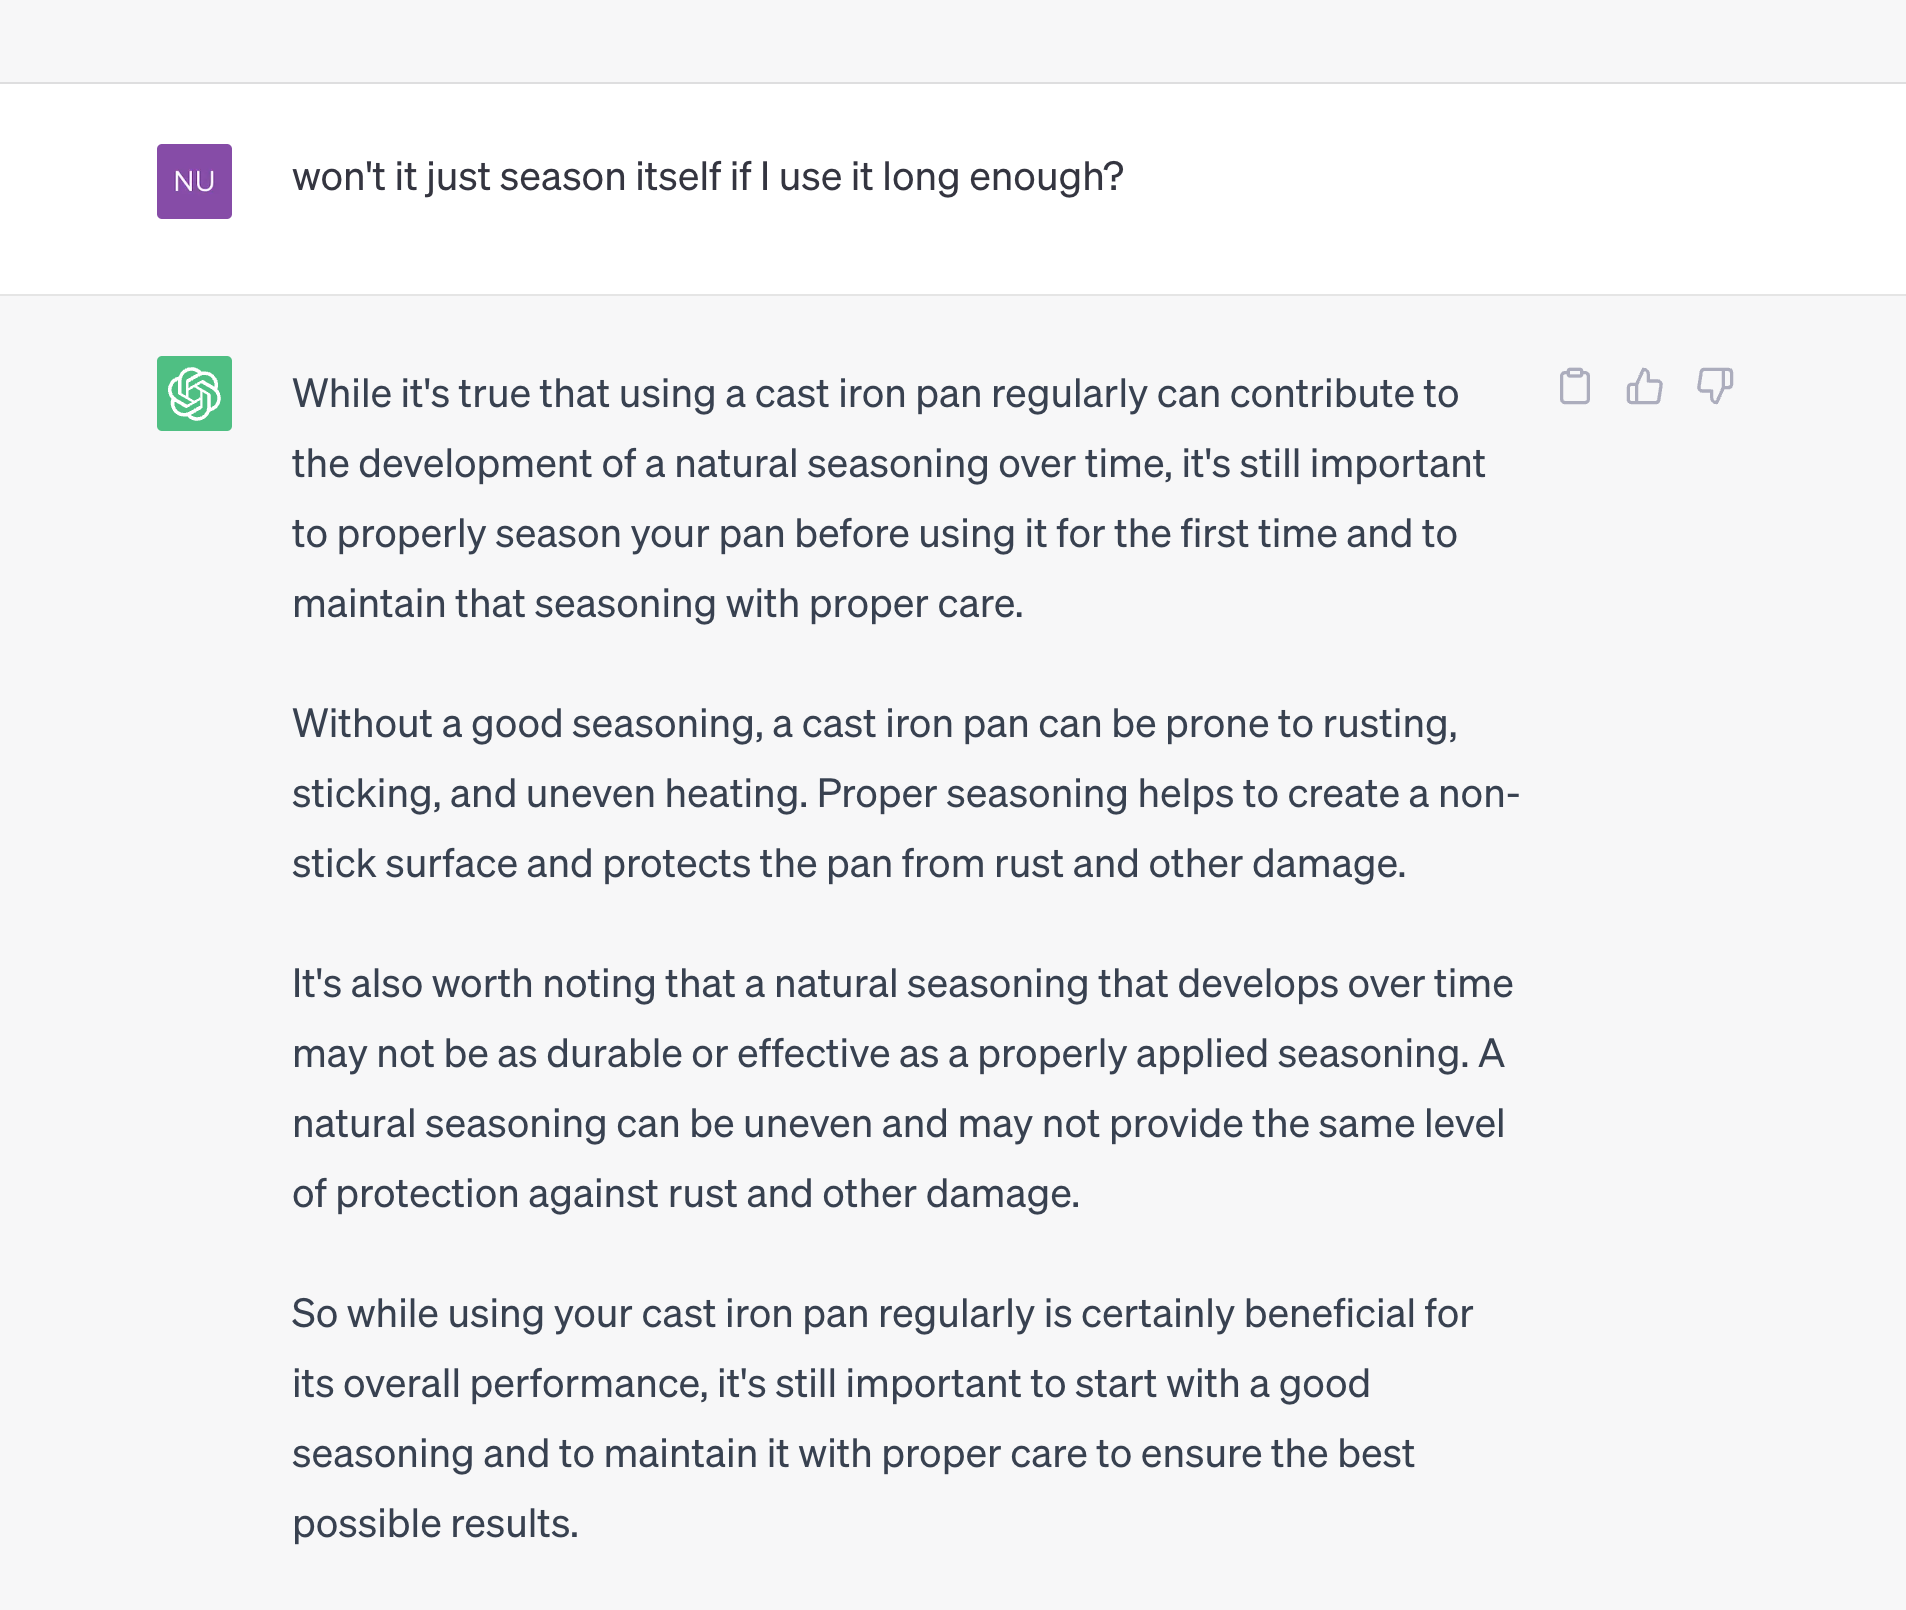 NU
won't it just season itself if I use it long enough?
While it's true that using a cast iron pan regularly can contribute to
the development of a natural seasoning over time, it's still important
to properly season your pan before using it for the first time and to
maintain that seasoning with proper care.
Without a good seasoning, a cast iron pan can be prone to rusting,
sticking, and uneven heating. Proper seasoning helps to create a non-
stick surface and protects the pan from rust and other damage.
It's also worth noting that a natural seasoning that develops over time
may not be as durable or effective as a properly applied seasoning. A
natural seasoning can be uneven and may not provide the same level
of protection against rust and other damage.
So while using your cast iron pan regularly is certainly beneficial for
its overall performance, it's still important to start with a good
seasoning and to maintain it with proper care to ensure the best
possible results.